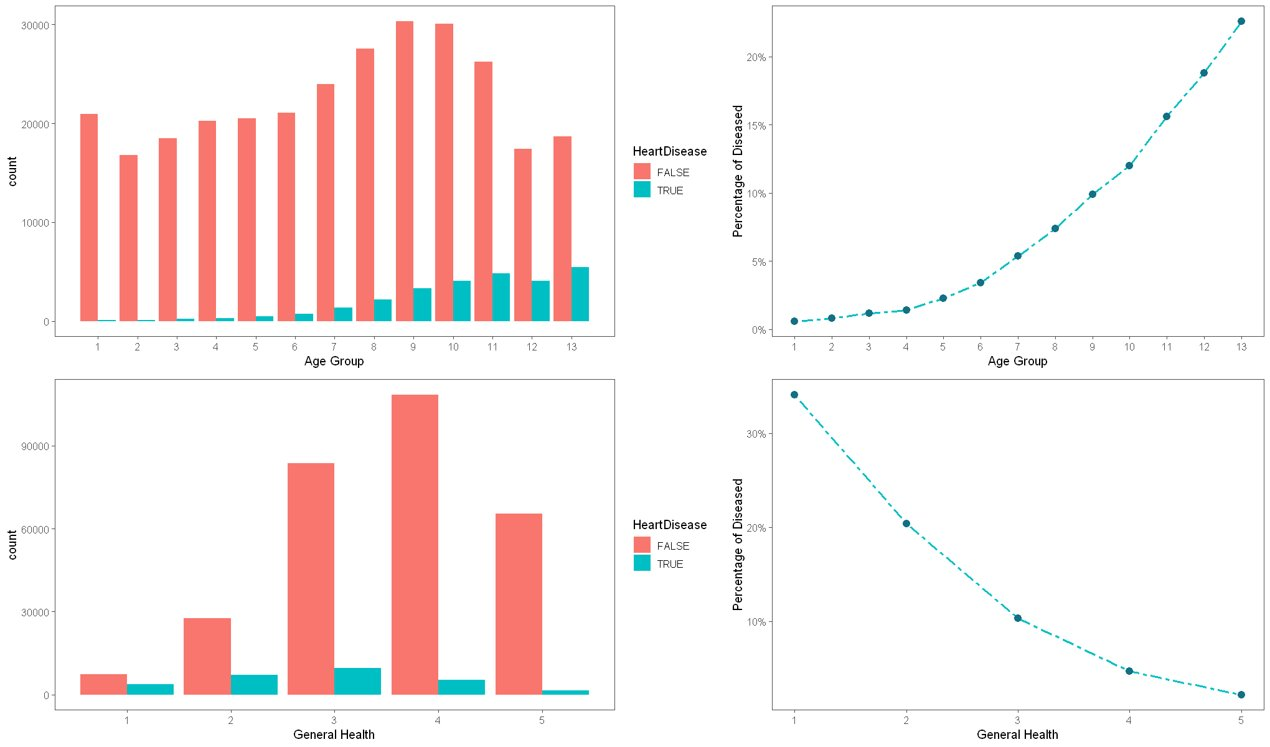 30000
20000
10000
0
count
1 2 3 4 5 6 7 8 9 10 11 12 13
Age Group
HeartDisease
FALSE
TRUE
20%
15%
10%
5%
0%
Percentage of Diseased
1 2 3 4 5 6 7 8 9 10 11 12 13
Age Group
90000
60000
30000
0
count
1 2 3 4 5
General Health
HeartDisease
FALSE
TRUE
30%
20%
10%
Percentage of Diseased
1 2 3 4 5
General Health